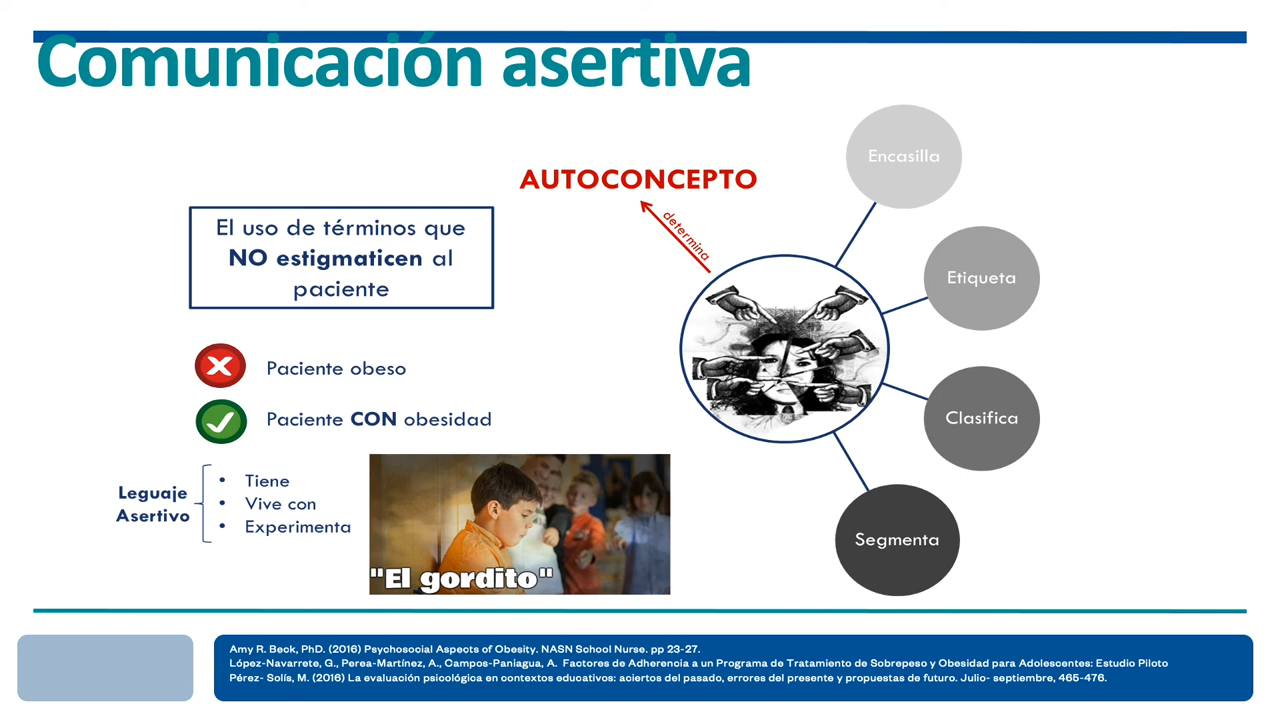 Comunicación asertiva
AUTOCONCEPTO
determina
El uso de términos que
NO estigmaticen al
paciente
Paciente obeso
Paciente CON obesidad
Leguaje
Asertivo
• Tiene
• Vive con
• Experimenta
"El gordito"
Encasilla
Etiqueta
Clasifica
Segmenta
Amy R. Beck, PhD. (2016) Psychosocial Aspects of Obesity. NASN School Nurse. pp 23-27.
López-Navarrete, G., Perea-Martínez, A., Campos-Paniagua, A. Factores de Adherencia a un Programa de Tratamiento de Sobrepeso y Obesidad para Adolescentes: Estudio Piloto
Pérez- Solís, M. (2016) La evaluación psicológica en contextos educativos: aciertos del pasado, errores del presente y propuestas de futuro. Julio- septiembre, 465-476.